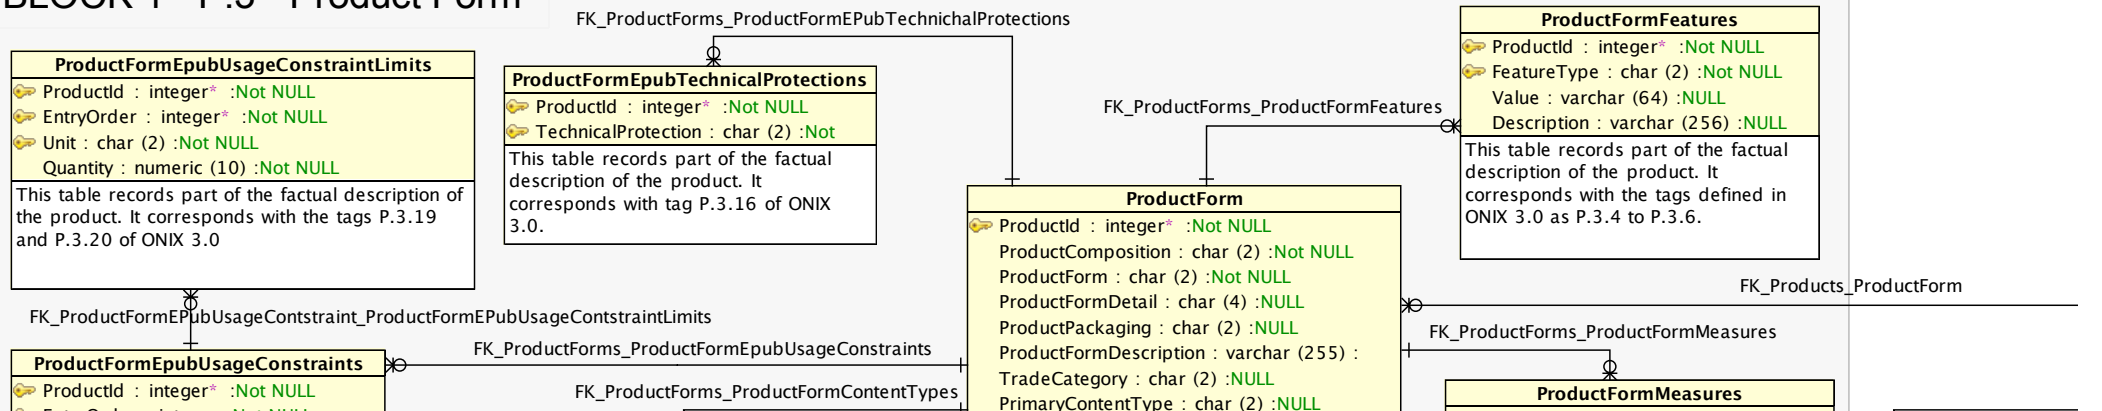 BLOCK 1 - P.3 - Product Form
FK_ProductForms_ProductFormEPubTechnichalProtections
ProductFormEpubUsageConstraintLimits
ProductId : integer* :Not NULL
EntryOrder : integer* :Not NULL
Unit : char (2) :Not NULL
Quantity : numeric (10) :Not NULL
This table records part of the factual description of
the product. It corresponds with the tags P.3.19
and P.3.20 of ONIX 3.0
ProductFormEpubTechnicalProtections
ProductId : integer* :Not NULL
TechnicalProtection : char (2) :Not
This table records part of the factual
description of the product. It
corresponds with tag P.3.16 of ONIX
3.0.
FK_ProductForms_ProductFormFeatures
ProductFormFeatures
ProductId : integer* :Not NULL
FeatureType : char (2) :Not NULL
Value : varchar (64) :NULL
Description : varchar (256) :NULL
This table records part of the factual
description of the product. It
corresponds with the tags defined in
ONIX 3.0 as P.3.4 to P.3.6.
ProductForm
ProductId : integer* :Not NULL
ProductComposition : char (2) :Not NULL
ProductForm : char (2) :Not NULL
ProductFormDetail : char (4) :NULL
ProductPackaging : char (2) :NULL
ProductFormDescription : varchar (255) :
TradeCategory : char (2) :NULL
PrimaryContentType : char (2) :NULL
FK_Products_ProductForm
FK_ProductForms_ProductFormMeasures
ProductFormMeasures
FK_ProductFormEPubUsageContstraint_ProductFormEPubUsageContstraintLimits
ProductFormEpubUsageConstraints
ProductId : integer* :Not NULL
FK_ProductForms_ProductFormEpubUsageConstraints
FK_ProductForms_ProductFormContentTypes